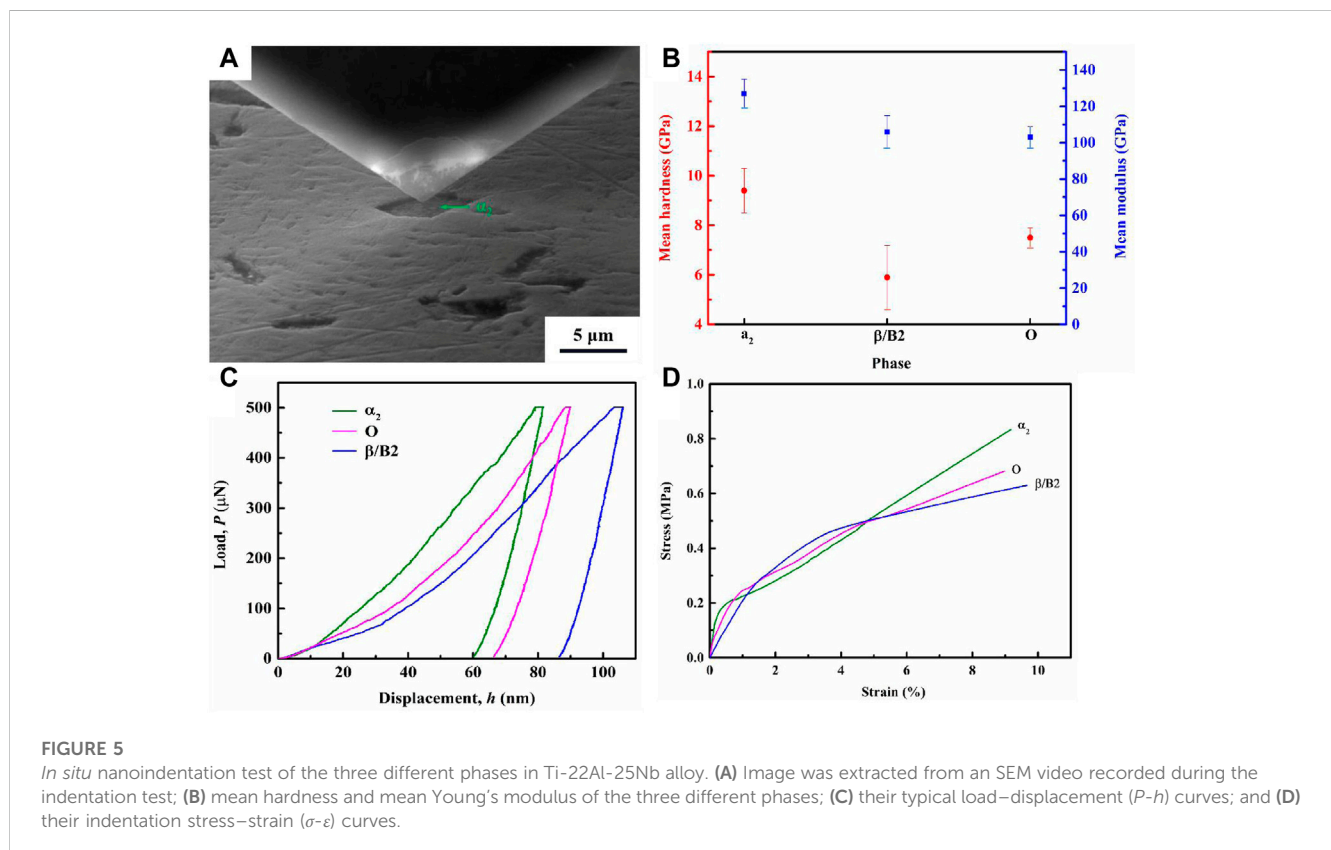 A
α₂
5 µm
B
Mean hardness (GPa)
14
12
10
8
6
4
140
120
100
80
60
40
20
0
Mean modulus (GPa)
a₂
β/B2
O
Phase
C
Load, P (µN)
500
400
300
200
100
0
α₂
O
β/B2
0
20
40
60
80
100
Displacement, h (nm)
D
Stress (MPa)
1.0
0.8
0.6
0.4
0.2
0.0
α₂
O
β/B2
0
2
4
6
8
10
Strain (%)
FIGURE 5
In situ nanoindentation test of the three different phases in Ti-22Al-25Nb alloy. (A) Image was extracted from an SEM video recorded during the
indentation test; (B) mean hardness and mean Young’s modulus of the three different phases; (C) their typical load–displacement (P-h) curves; and (D)
their indentation stress–strain (σ-ε) curves.